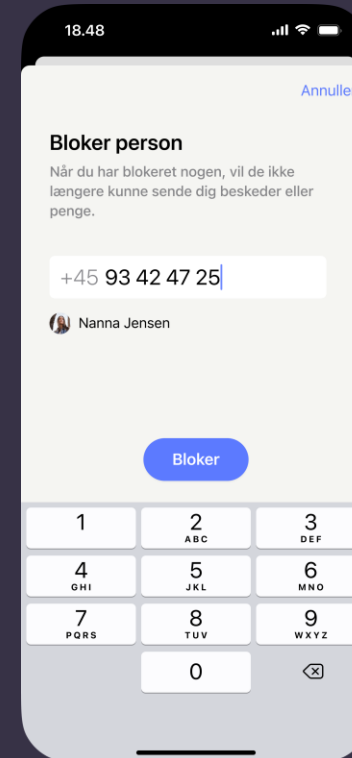 18.48
Annulle
Bloker person
Når du har blokeret nogen, vil de ikke
længere kunne sende dig beskeder eller
penge.
+45 93 42 47 25
Nanna Jensen
Bloker
1 2 3
ABC DEF
4 5 6
GHI JKL MNO
7 8 9
PQRS TUV WXYZ
0